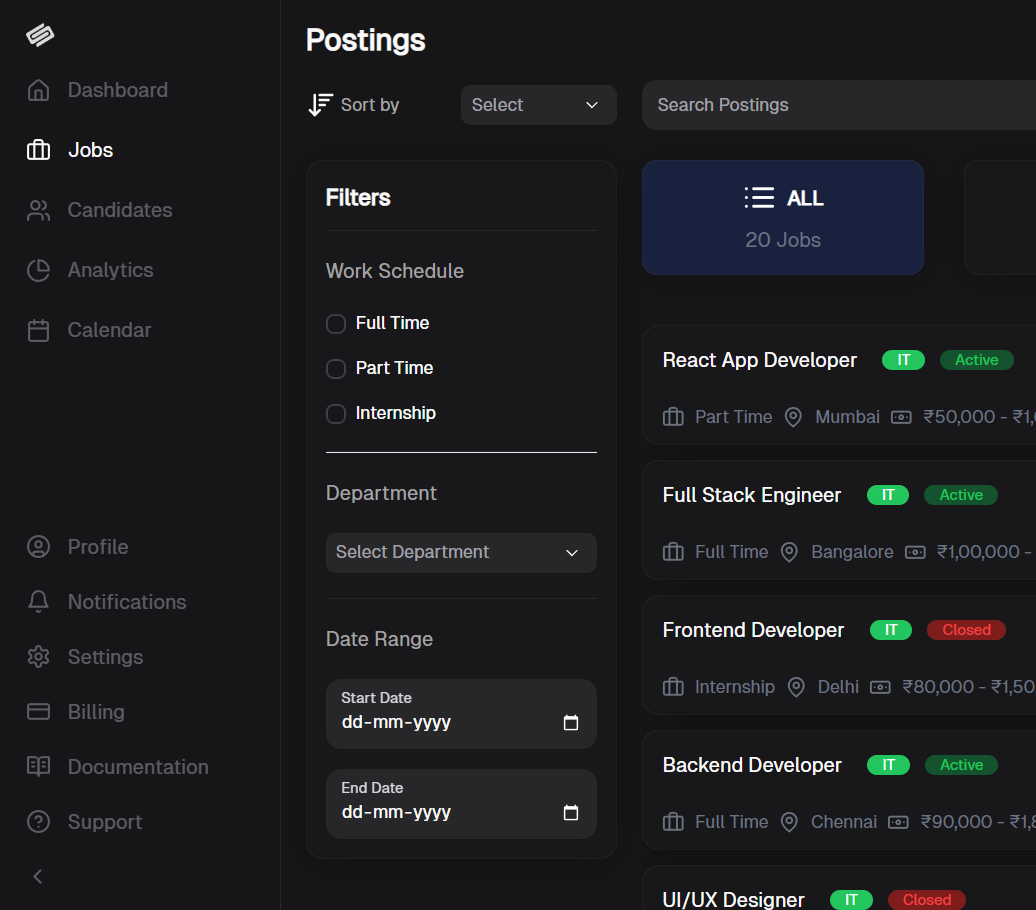 Dashboard
Jobs
Candidates
Analytics
Calendar
Profile
Notifications
Settings
Billing
Documentation
Support
Postings
Sort by
Select
Search Postings
Filters
Work Schedule
Full Time
Part Time
Internship
Department
Select Department
Date Range
Start Date
dd-mm-yyyy
End Date
dd-mm-yyyy
ALL
20 Jobs
React App Developer IT Active
Part Time Mumbai ₹50,000 - ₹1,0
Full Stack Engineer IT Active
Full Time Bangalore ₹1,00,000 -
Frontend Developer IT Closed
Internship Delhi ₹80,000 - ₹1,50
Backend Developer IT Active
Full Time Chennai ₹90,000 - ₹1,8
UI/UX Designer IT Closed